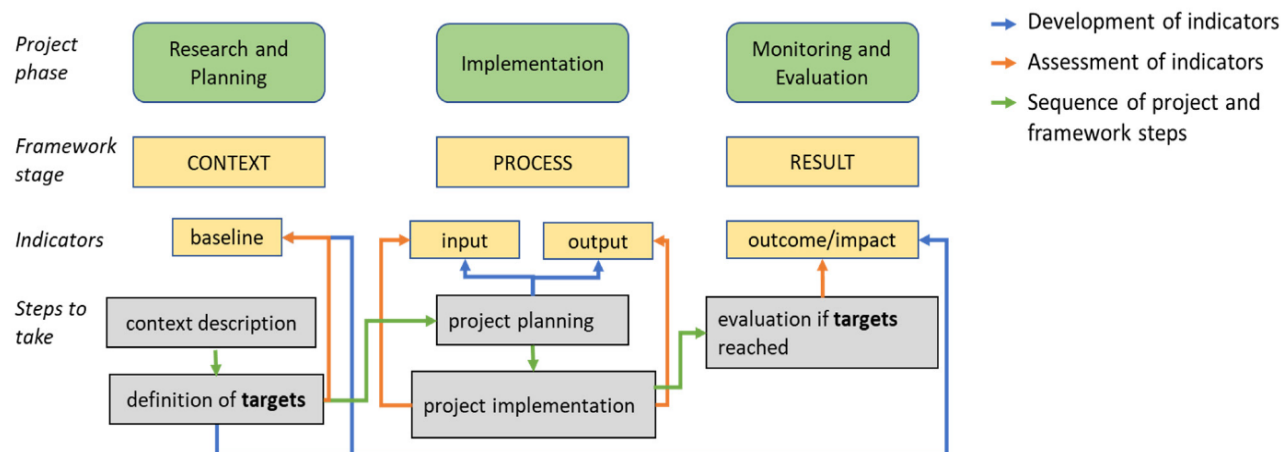 Project
phase
Research and
Planning
Implementation
Monitoring and
Evaluation
Development of indicators
Assessment of indicators
Sequence of project and
framework steps
Framework
stage
CONTEXT
PROCESS
RESULT
Indicators
baseline
input
output
outcome/impact
Steps to
take
context description
project planning
evaluation if targets
reached
definition of targets
project implementation